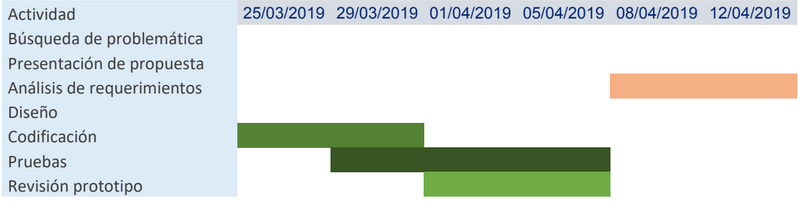 Actividad 25/03/2019 29/03/2019 01/04/2019 05/04/2019 08/04/2019 12/04/2019
Búsqueda de problemática
Presentación de propuesta
Análisis de requerimientos
Diseño
Codificación
Pruebas
Revisión prototipo